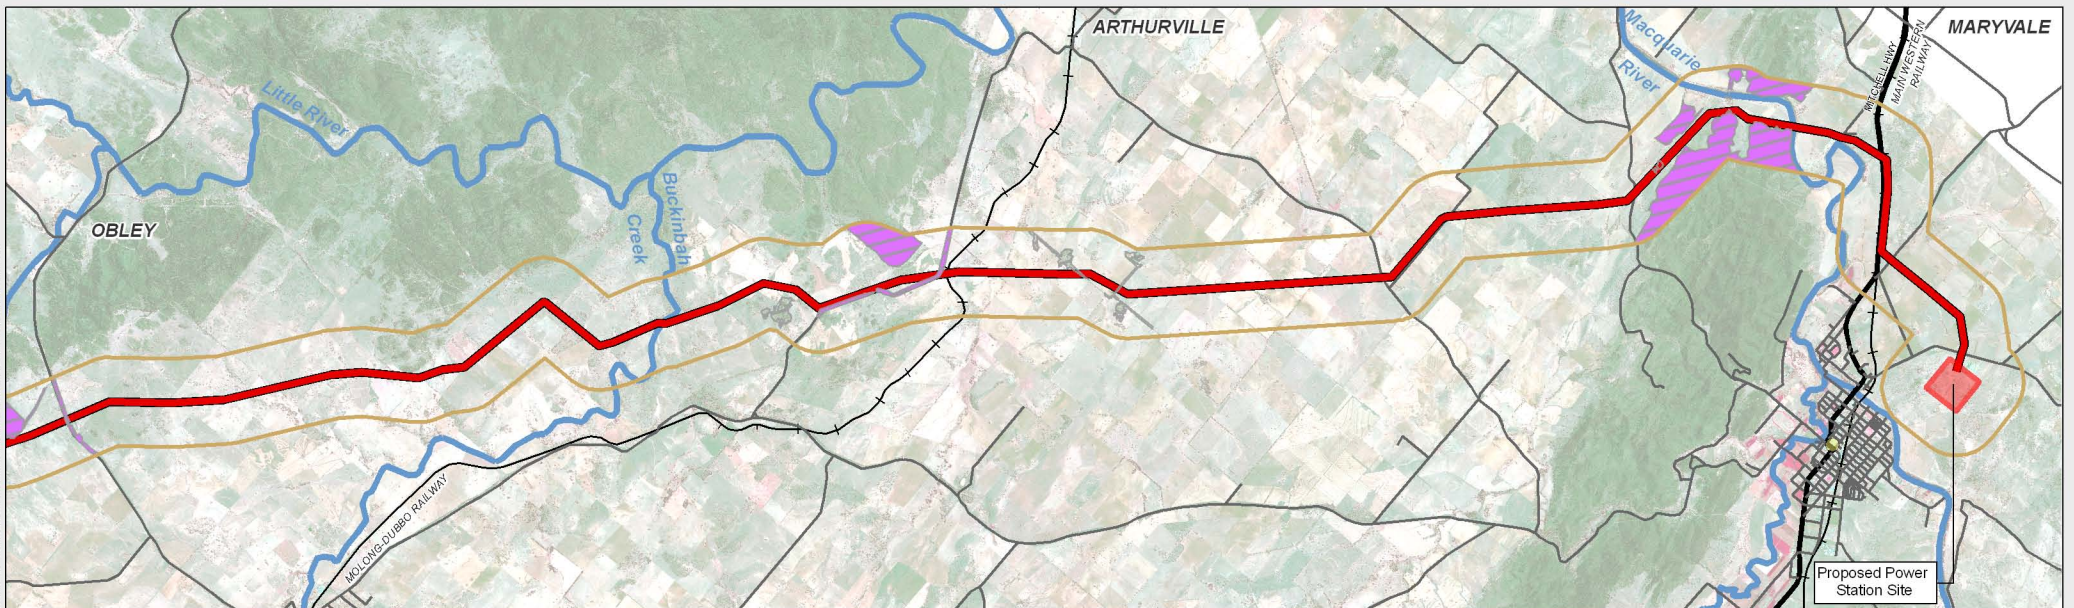 ARTHURVILLE
MARYVALE
Macquarie
River
MITCHELL HWY
MAIN WESTERN
RAILWAY
Little River
OBLEY
Buckinbah
Creek
MOLONG-DUBBO RAILWAY
Proposed Power
Station Site